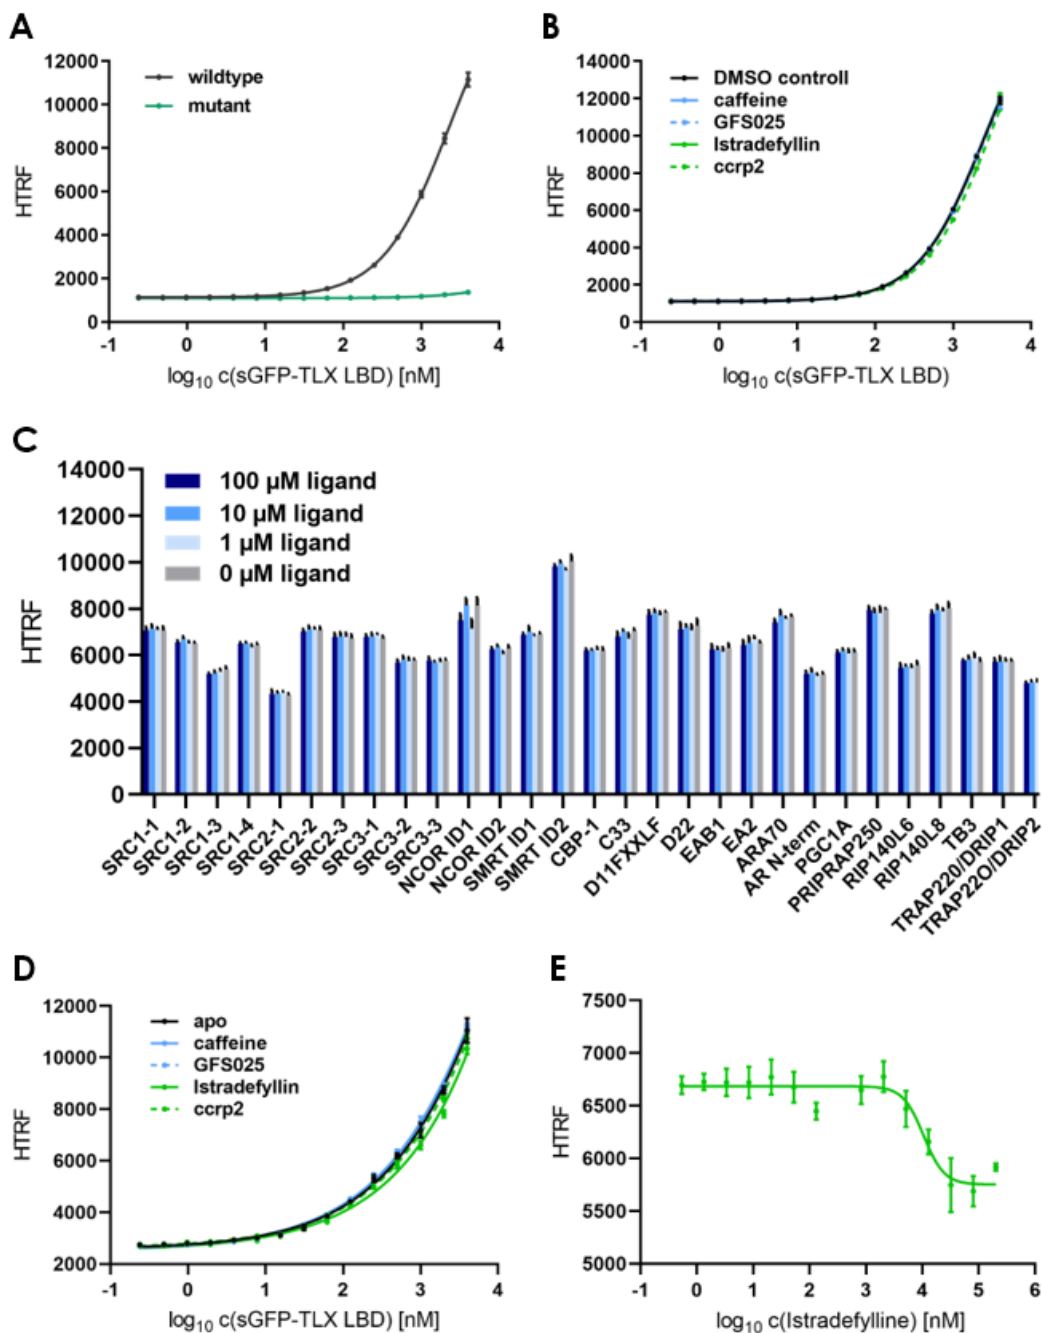 A
12000
10000
8000
6000
4000
2000
0
HTRF
wildtype
mutant
-1 0 1 2 3 4
log10 c(sGFP-TLX LBD) [nM]
B
14000
12000
10000
8000
6000
4000
2000
0
HTRF
DMSO controll
caffeine
GFS025
Istradefyllin
ccrp2
-1 0 1 2 3 4
log10 c(sGFP-TLX LBD)
C
14000
12000
10000
8000
6000
4000
2000
0
HTRF
100 µM ligand
10 µM ligand
1 µM ligand
0 µM ligand
SRC1-1
SRC1-2
SRC1-3
SRC1-4
SRC2-1
SRC2-2
SRC2-3
SRC3-1
SRC3-2
SRC3-3
NCOR ID1
NCOR ID2
SMRT ID1
SMRT ID2
CBP-1
C33
D11FXXLF
D22
EAB1
EA2
ARA70
AR N-term
PGC1A
PRIPRAP250
RIP140L6
RIP140L8
TB3
TRAP220/DRIP1
TRAP22O/DRIP2
D
12000
10000
8000
6000
4000
2000
HTRF
apo
caffeine
GFS025
Istradefyllin
ccrp2
-1 0 1 2 3 4
log10 c(sGFP-TLX LBD) [nM]
E
7500
7000
6500
6000
5500
5000
HTRF
-1 0 1 2 3 4 5 6
log10 c(Istradefylline) [nM]